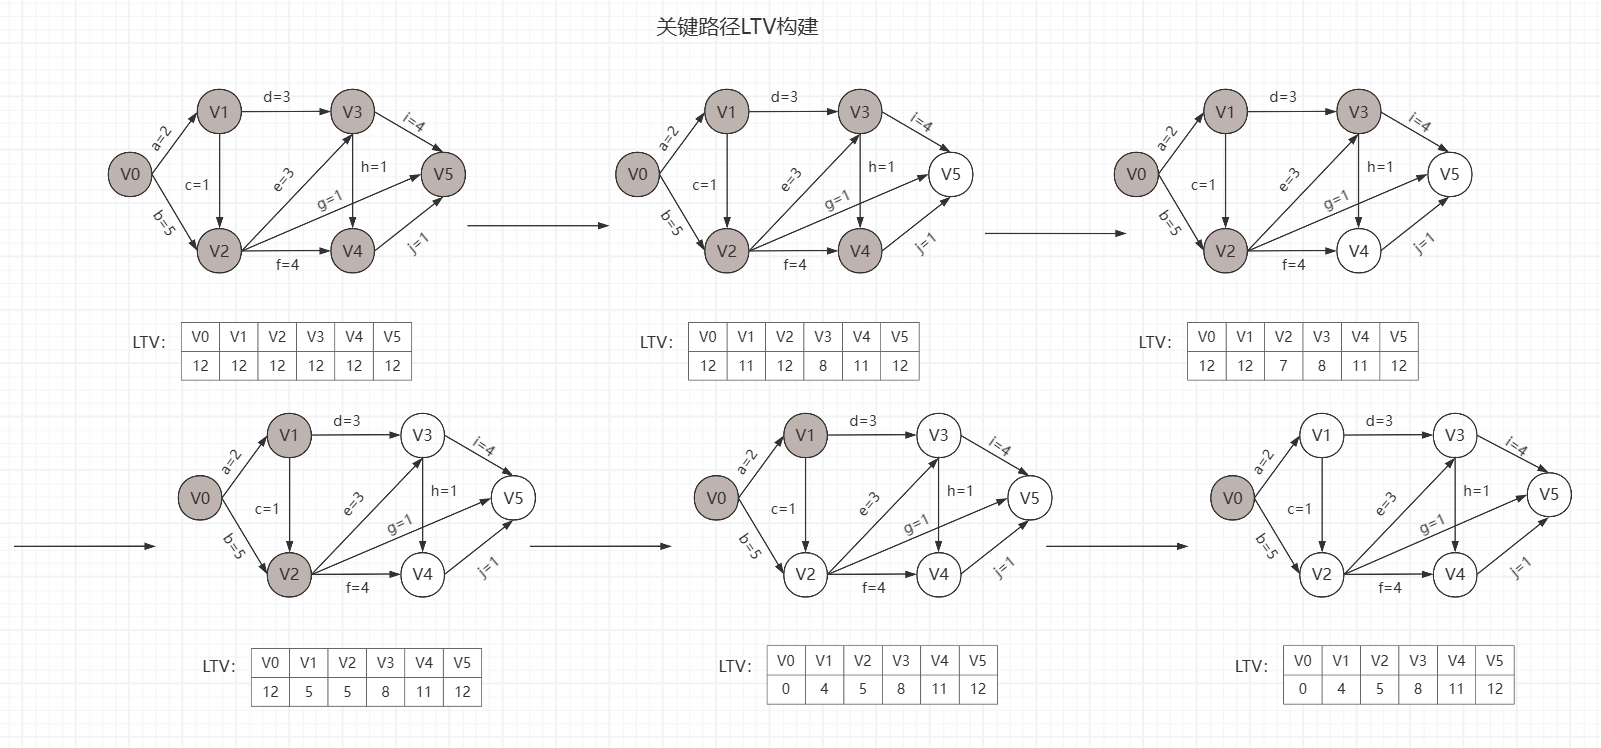 关键路径LTV构建
V0 V1 V2 V3 V4 V5
a=2 b=5 c=1 d=3 e=3 f=4 g=1 h=1 i=4 j=1
LTV:
V0 V1 V2 V3 V4 V5
12 12 12 12 12 12
V0 V1 V2 V3 V4 V5
a=2 b=5 c=1 d=3 e=3 f=4 g=1 h=1 i=4 j=1
LTV:
V0 V1 V2 V3 V4 V5
12 11 12 8 11 12
V0 V1 V2 V3 V4 V5
a=2 b=5 c=1 d=3 e=3 f=4 g=1 h=1 i=4 j=1
LTV:
V0 V1 V2 V3 V4 V5
12 12 7 8 11 12
V0 V1 V2 V3 V4 V5
a=2 b=5 c=1 d=3 e=3 f=4 g=1 h=1 i=4 j=1
LTV:
V0 V1 V2 V3 V4 V5
12 5 5 8 11 12
V0 V1 V2 V3 V4 V5
a=2 b=5 c=1 d=3 e=3 f=4 g=1 h=1 i=4 j=1
LTV:
V0 V1 V2 V3 V4 V5
0 4 5 8 11 12
V0 V1 V2 V3 V4 V5
a=2 b=5 c=1 d=3 e=3 f=4 g=1 h=1 i=4 j=1
LTV:
V0 V1 V2 V3 V4 V5
0 4 5 8 11 12